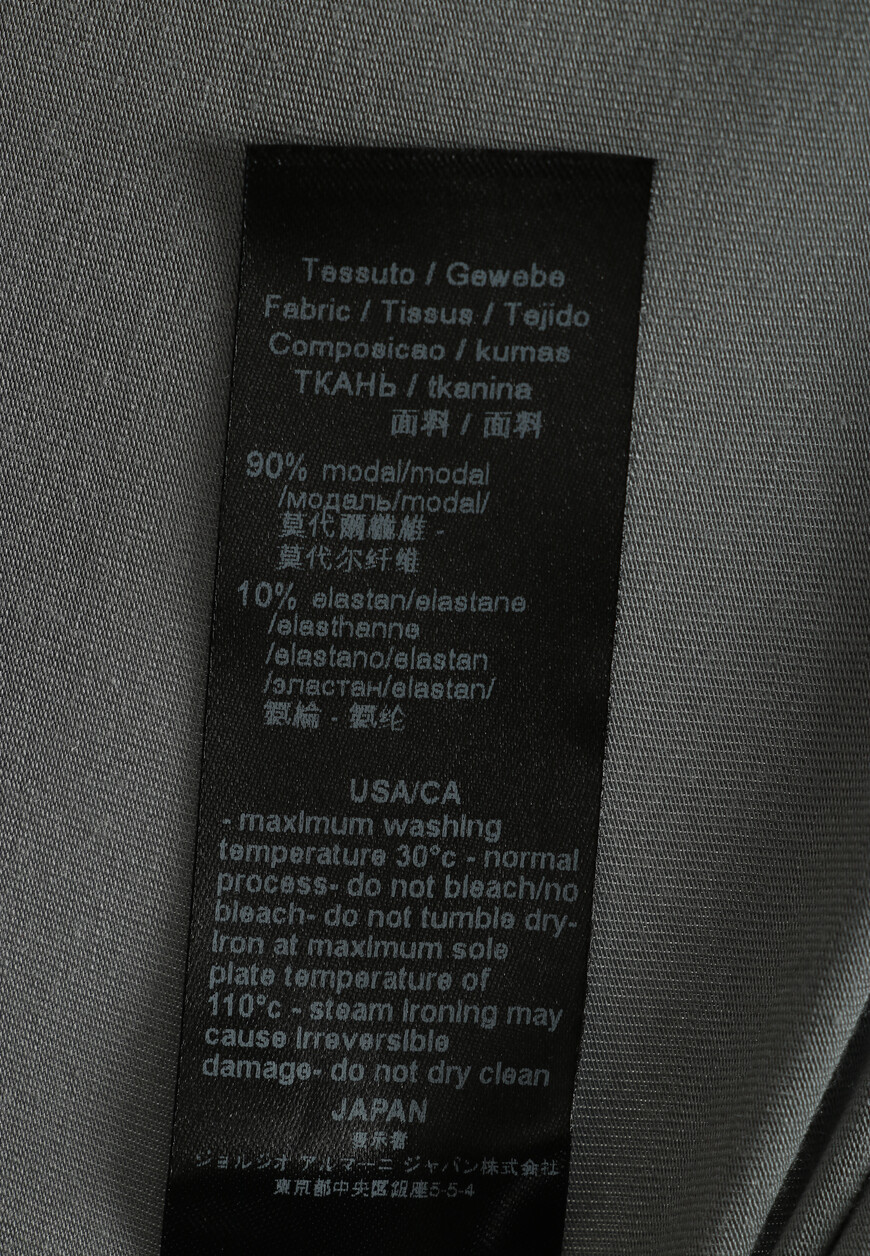 Tessuto / Gewebe
Fabric / Tissus / Tejido
Composicao / kumas
ТКАНЬ / tkanina
面料 / 面料
90% modal/modal
/модаль/modal/
莫代爾纖維 -
莫代尔纤维
10% elastan/elastane
/elasthanne
/elastano/elastan
/эластан/elastan/
氨綸 - 氨纶
USA/CA
- maximum washing
temperature 30°c - normal
process- do not bleach/no
bleach- do not tumble dry-
iron at maximum sole
plate temperature of
110°c - steam ironing may
cause irreversible
damage- do not dry clean
JAPAN
表示者
ジョルジオ アルマーニ ジャパン株式会社
東京都中央区銀座5-5-4